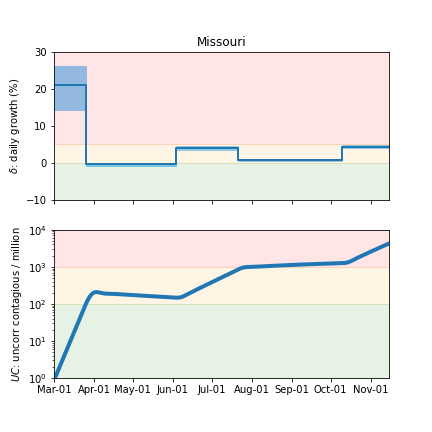 Missouri
30
20
10
0
−10
δ: daily growth (%)
10⁴
10³
10²
10¹
10⁰
UC: uncorr contagious / million
Mar-01 Apr-01 May-01 Jun-01 Jul-01 Aug-01 Sep-01 Oct-01 Nov-01